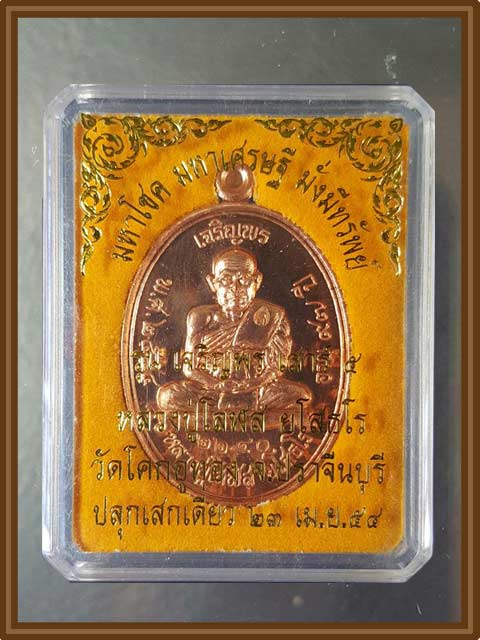 มหาโชค มหาเศรษฐี มั่งมีทรัพย์
เจริญพร
รุ่น เจริญพร เสาร์ ๕
หลวงปู่โสฬส ยโสธโร
วัดโคกอู่ทอง จ.ปราจีนบุรี
ปลุกเสกเดี่ยว ๒๓ เม.ย.๕๔